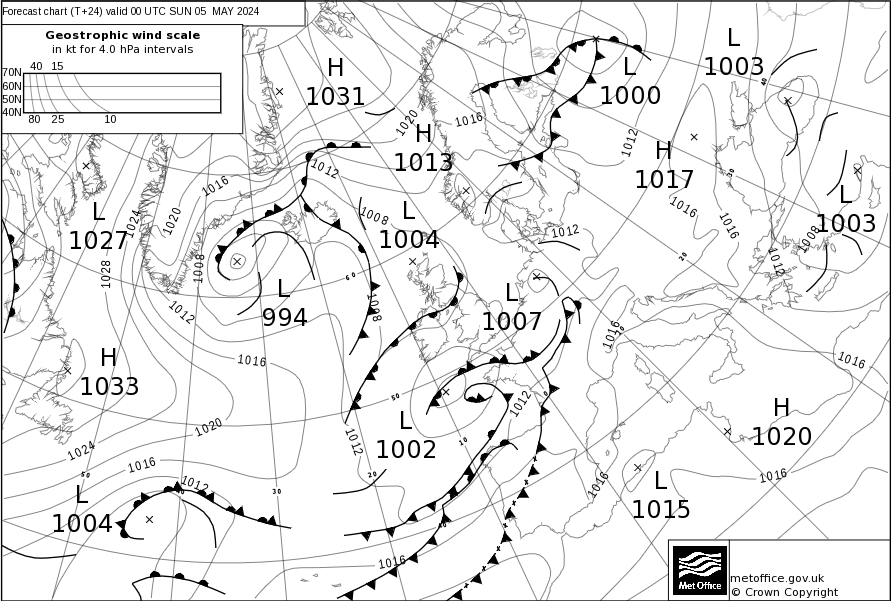 Forecast chart (T+24) valid 00 UTC SUN 05 MAY 2024
Geostrophic wind scale
in kt for 4.0 hPa intervals
40 15
70N
60N
50N
40N
80 25 10
H
1031
L
1003
L
1000
1020
1016
H
1013
1012
H
1017
1012
1016
30
40
L
1003
1016
1016
1008
1012
20
L
1027
1024
1020
1028
1008
1012
1008
L
1004
1012
60
L
994
1008
L
1007
1016
30
H
1033
1016
1016
50
1012
0
L
1002
H
1020
1020
1024
1012
10
1016
50
L
1004
1012
40
30
20
1016
L
1015
1016
40
1016
Met Office
metoffice.gov.uk
© Crown Copyright